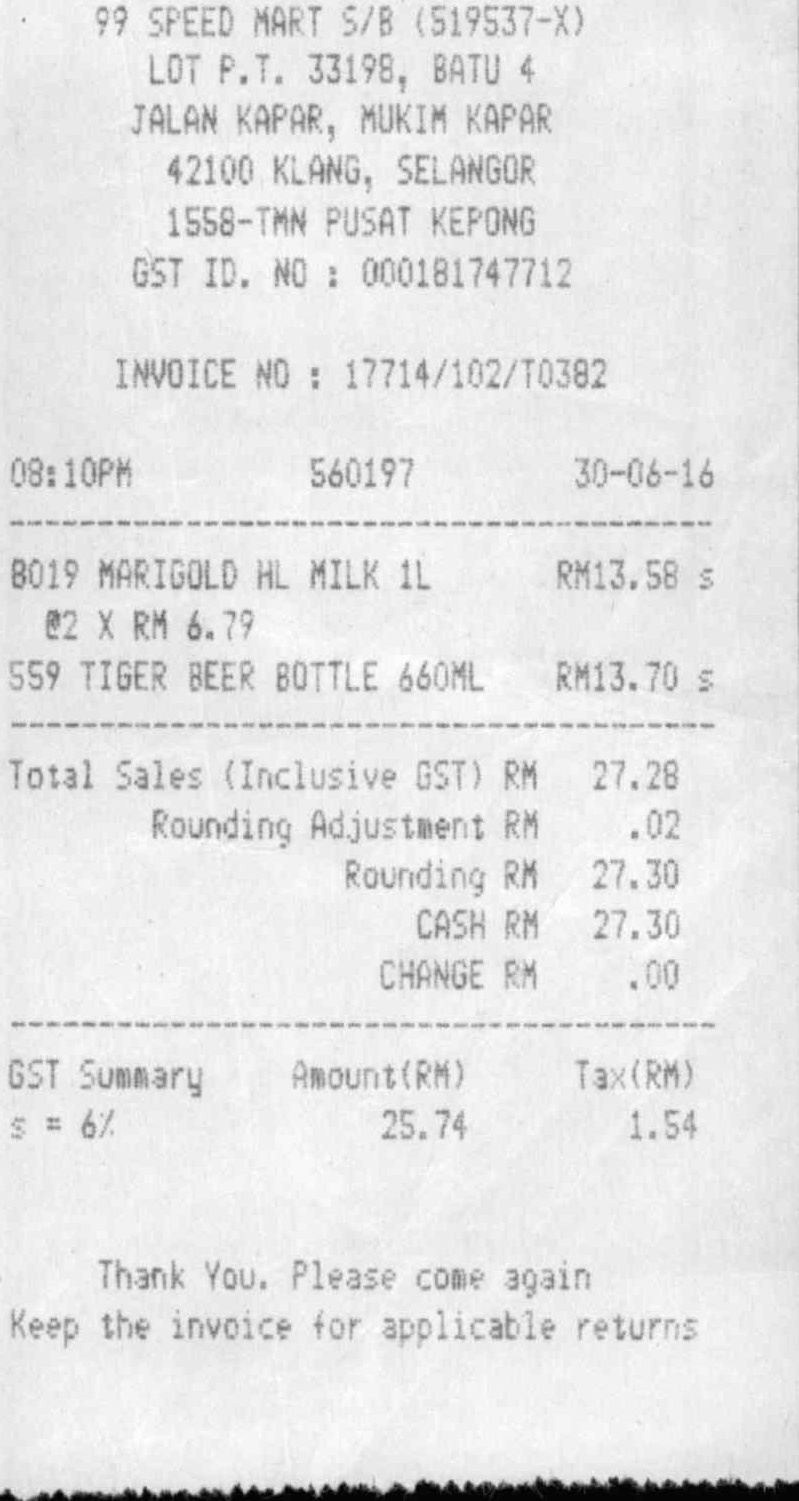 99 SPEED MART S/B (519537-X)
LOT P.T. 33198, BATU 4
JALAN KAPAR, MUKIM KAPAR
42100 KLANG, SELANGOR
1558-TMN PUSAT KEPONG
GST ID. NO : 000181747712
INVOICE NO : 17714/102/T0382
08:10PM 560197 30-06-16
8019 MARIGOLD HL MILK 1L RM13.58 s
@2 X RM 6.79
559 TIGER BEER BOTTLE 660ML RM13.70 s
Total Sales (Inclusive GST) RM 27.28
Rounding Adjustment RM .02
Rounding RM 27.30
CASH RM 27.30
CHANGE RM .00
GST Summary Amount(RM) Tax(RM)
s = 6% 25.74 1.54
Thank You. Please come again
Keep the invoice for applicable returns